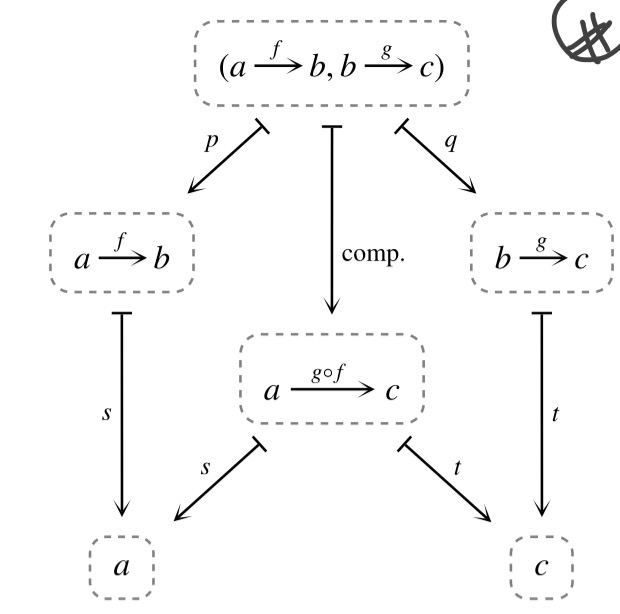 (a —f→ b, b —g→ c)
p
q
a —f→ b
comp.
b —g→ c
s
a —g∘f→ c
t
s
t
a
c